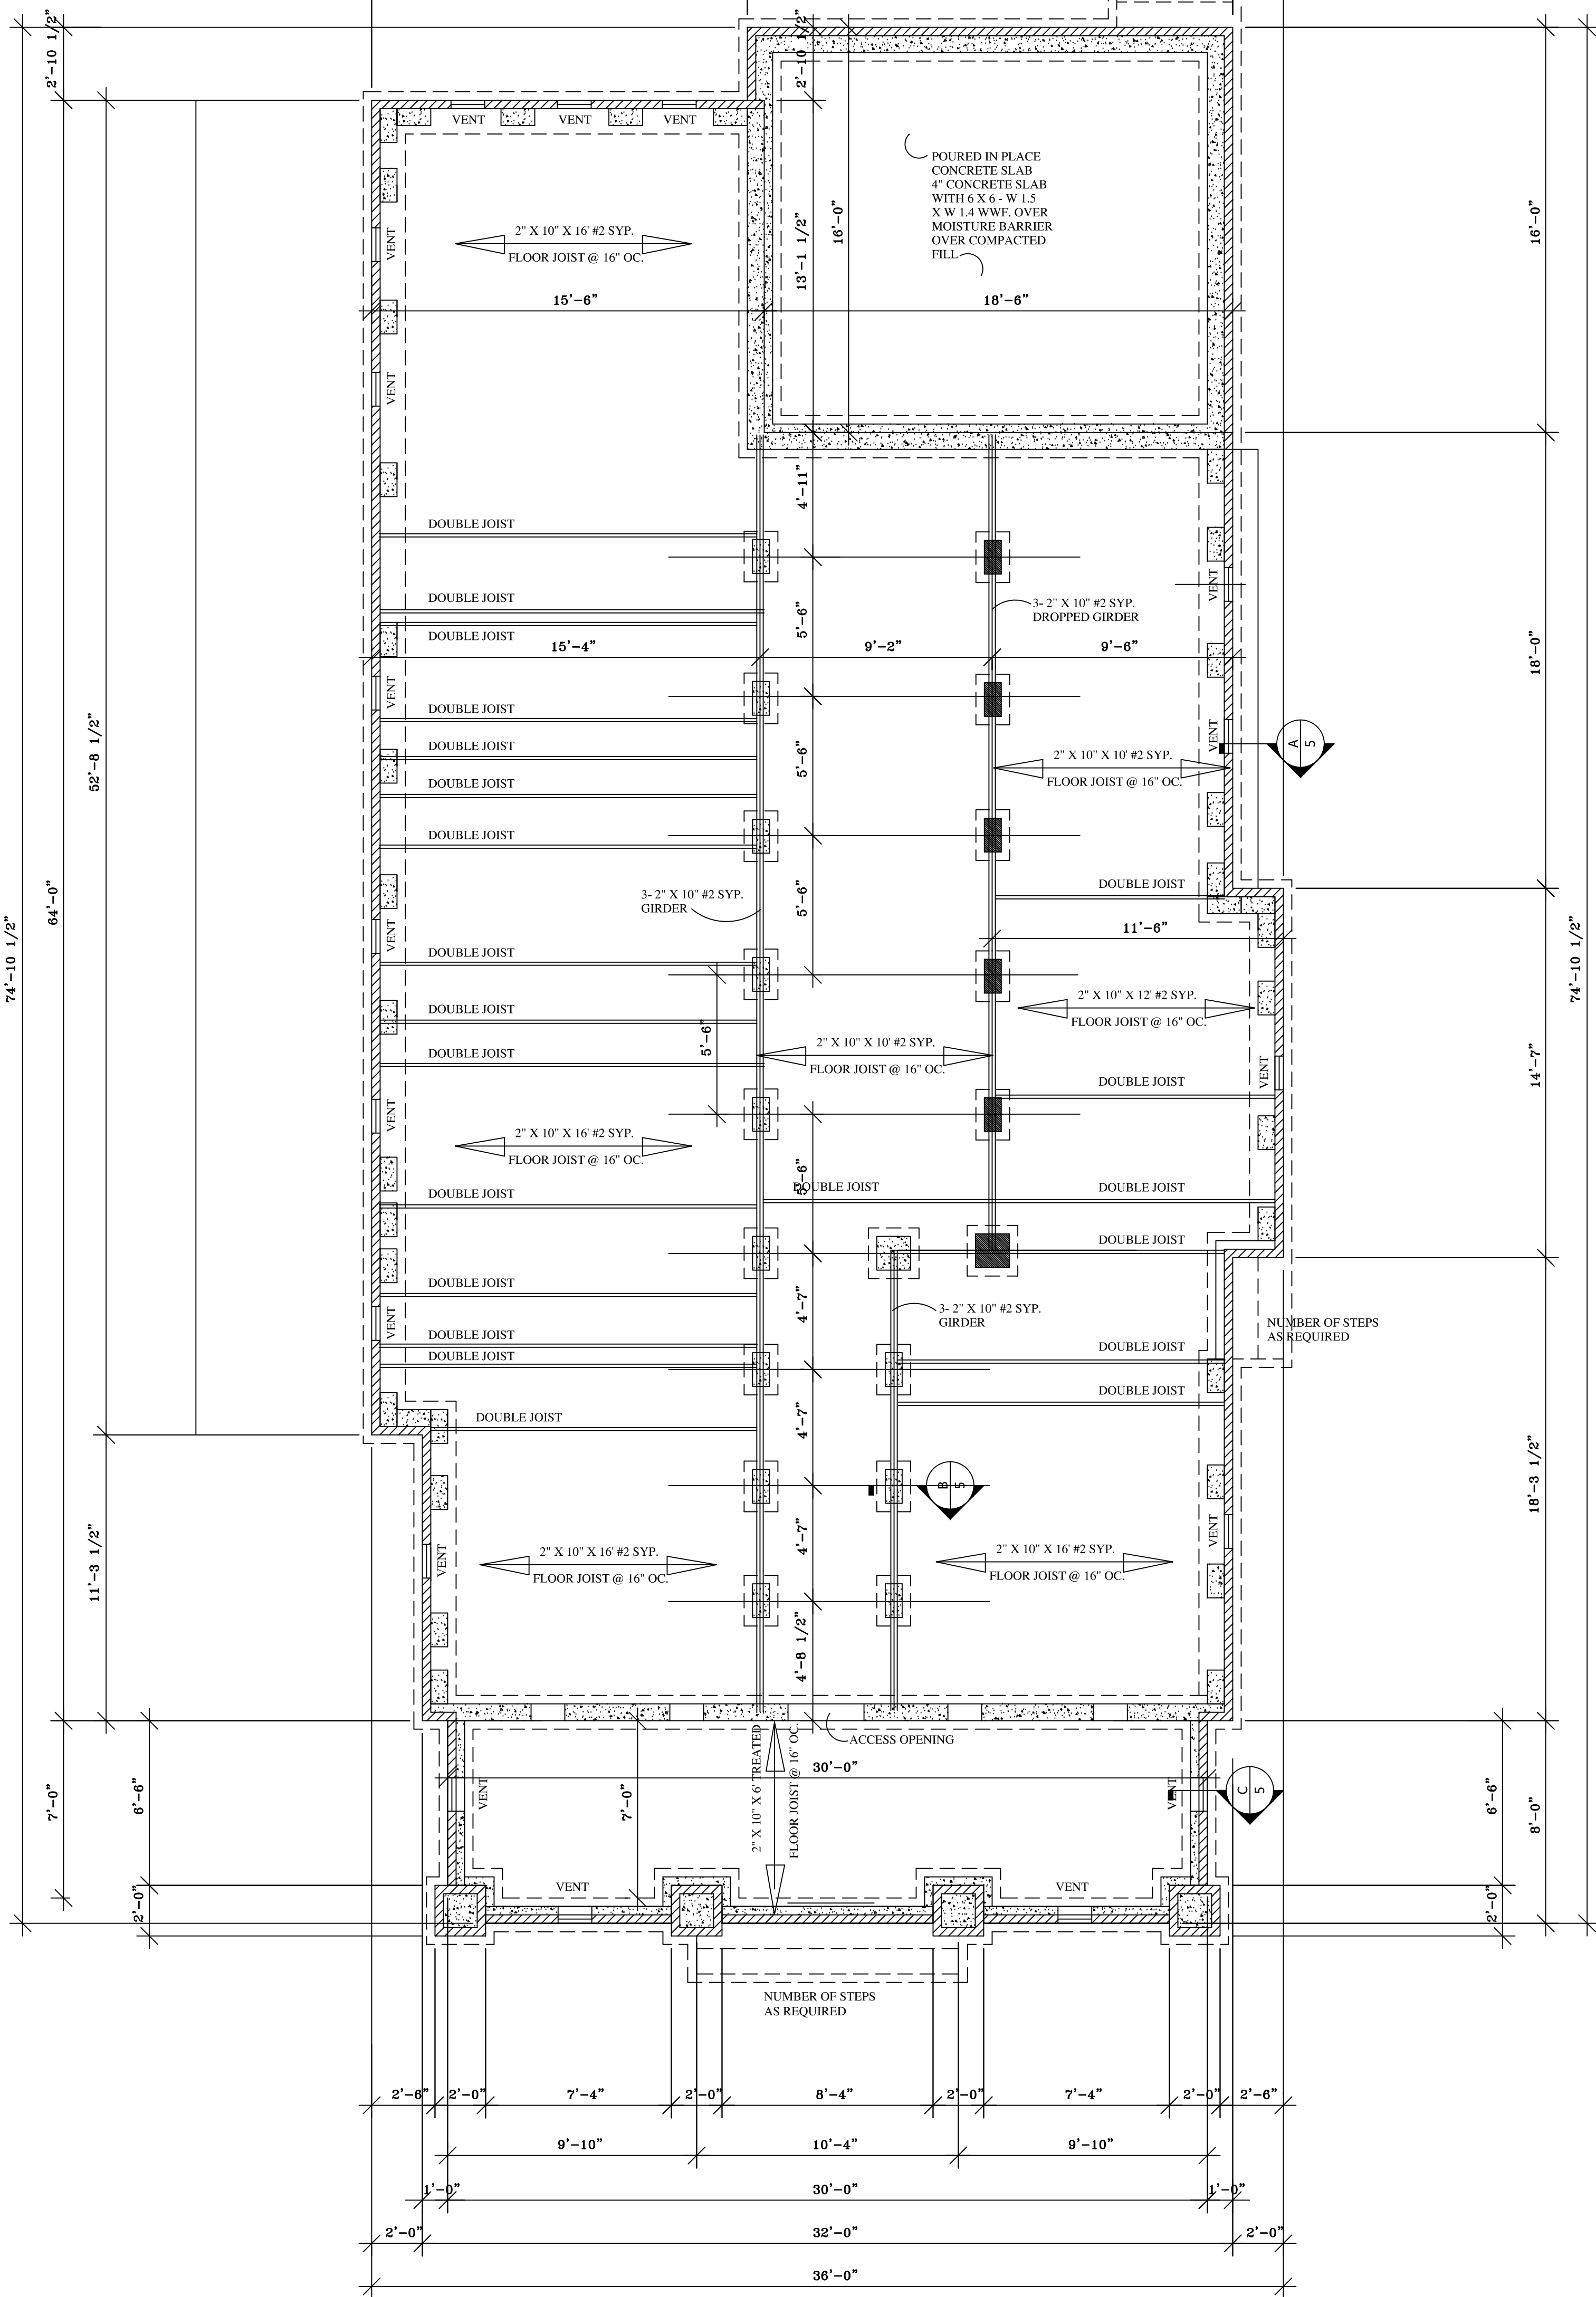 2'-10 1/2"
2'-10 1/2"
VENT
VENT
VENT
POURED IN PLACE
CONCRETE SLAB
4" CONCRETE SLAB
WITH 6 X 6 - W 1.5
X W 1.4 WWF. OVER
MOISTURE BARRIER
OVER COMPACTED
FILL
16'-0"
13'-1 1/2"
16'-0"
VENT
2" X 10" X 16' #2 SYP.
FLOOR JOIST @ 16" OC.
15'-6"
18'-6"
VENT
4'-11"
DOUBLE JOIST
DOUBLE JOIST
DOUBLE JOIST
5'-6"
3- 2" X 10" #2 SYP.
DROPPED GIRDER
VENT
15'-4"
9'-2"
9'-6"
18'-0"
VENT
DOUBLE JOIST
DOUBLE JOIST
DOUBLE JOIST
DOUBLE JOIST
52'-8 1/2"
5'-6"
2" X 10" X 10' #2 SYP.
FLOOR JOIST @ 16" OC.
VENT
A
5
64'-0"
74'-10 1/2"
3- 2" X 10" #2 SYP.
GIRDER
5'-6"
DOUBLE JOIST
11'-6"
74'-10 1/2"
VENT
DOUBLE JOIST
DOUBLE JOIST
DOUBLE JOIST
5'-6"
2" X 10" X 10' #2 SYP.
FLOOR JOIST @ 16" OC.
2" X 10" X 12' #2 SYP.
FLOOR JOIST @ 16" OC.
DOUBLE JOIST
VENT
14'-7"
VENT
2" X 10" X 16' #2 SYP.
FLOOR JOIST @ 16" OC.
5'-6"
DOUBLE JOIST
DOUBLE JOIST
DOUBLE JOIST
DOUBLE JOIST
DOUBLE JOIST
4'-7"
3- 2" X 10" #2 SYP.
GIRDER
VENT
NUMBER OF STEPS
AS REQUIRED
DOUBLE JOIST
DOUBLE JOIST
DOUBLE JOIST
DOUBLE JOIST
DOUBLE JOIST
4'-7"
B
5
18'-3 1/2"
11'-3 1/2"
VENT
2" X 10" X 16' #2 SYP.
FLOOR JOIST @ 16" OC.
4'-7"
2" X 10" X 16' #2 SYP.
FLOOR JOIST @ 16" OC.
VENT
4'-8 1/2"
ACCESS OPENING
30'-0"
7'-0"
6'-6"
VENT
7'-0"
2" X 10" X 6' TREATED
FLOOR JOIST @ 16" OC.
VENT
C
5
6'-6"
8'-0"
2'-0"
VENT
VENT
2'-0"
NUMBER OF STEPS
AS REQUIRED
2'-6"
2'-0"
7'-4"
2'-0"
8'-4"
2'-0"
7'-4"
2'-0"
2'-6"
9'-10"
10'-4"
9'-10"
1'-0"
30'-0"
1'-0"
2'-0"
32'-0"
2'-0"
36'-0"